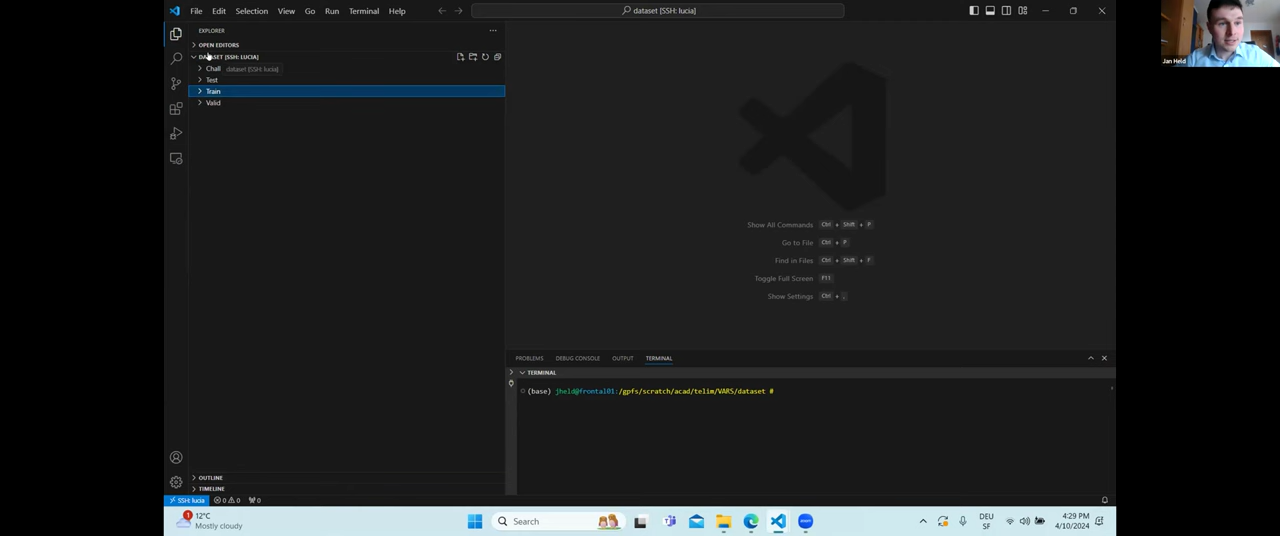 File Edit Selection View Go Run Terminal Help
dataset [SSH: lucia]
Jan Held
EXPLORER
OPEN EDITORS
DATASET [SSH: LUCIA]
Chall dataset [SSH: lucia]
Test
Train
Valid
Show All Commands Ctrl + Shift + P
Go to File Ctrl + P
Find in Files Ctrl + Shift + F
Toggle Full Screen F11
Show Settings Ctrl + ,
PROBLEMS DEBUG CONSOLE OUTPUT TERMINAL
TERMINAL
(base) jheld@frontal01:/gpfs/scratch/acad/telim/VARS/dataset #
OUTLINE
TIMELINE
SSH: lucia 0 0 0
1 12°C
Mostly cloudy
Search
DEU
SF
4:29 PM
4/10/2024